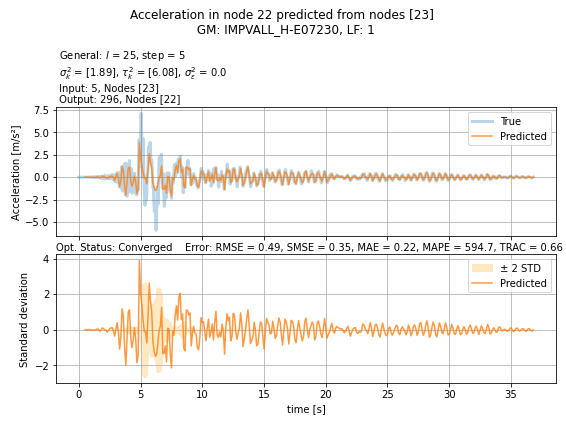 Acceleration in node 22 predicted from nodes [23]
GM: IMPVALL_H-E07230, LF: 1
General: l = 25, step = 5
σ²ₖ = [1.89], τ²ₖ = [6.08], σ²ε = 0.0
Input: 5, Nodes [23]
Output: 296, Nodes [22]
7.5
5.0
2.5
0.0
−2.5
−5.0
Acceleration [m/s²]
True
Predicted
Opt. Status: Converged Error: RMSE = 0.49, SMSE = 0.35, MAE = 0.22, MAPE = 594.7, TRAC = 0.66
4
2
0
−2
Standard deviation
± 2 STD
Predicted
0 5 10 15 20 25 30 35
time [s]